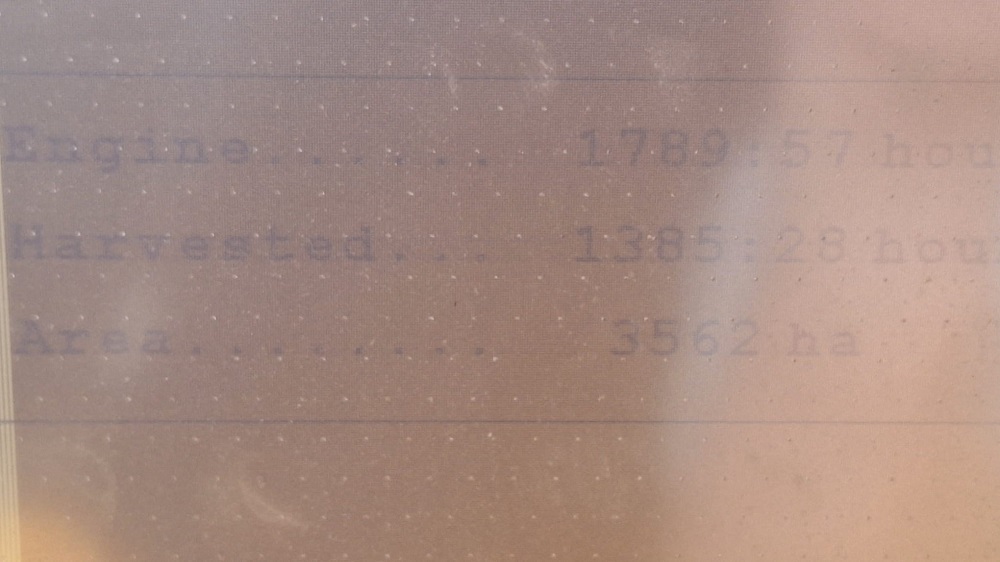 Engine....... 1789:57 hou
Harvested... 1385:28 hou
Area......... 3562 ha